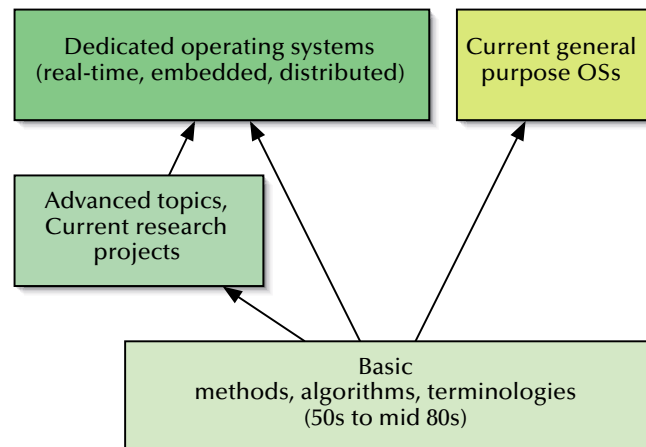 Dedicated operating systems
(real-time, embedded, distributed)
Current general
purpose OSs
Advanced topics,
Current research
projects
Basic
methods, algorithms, terminologies
(50s to mid 80s)